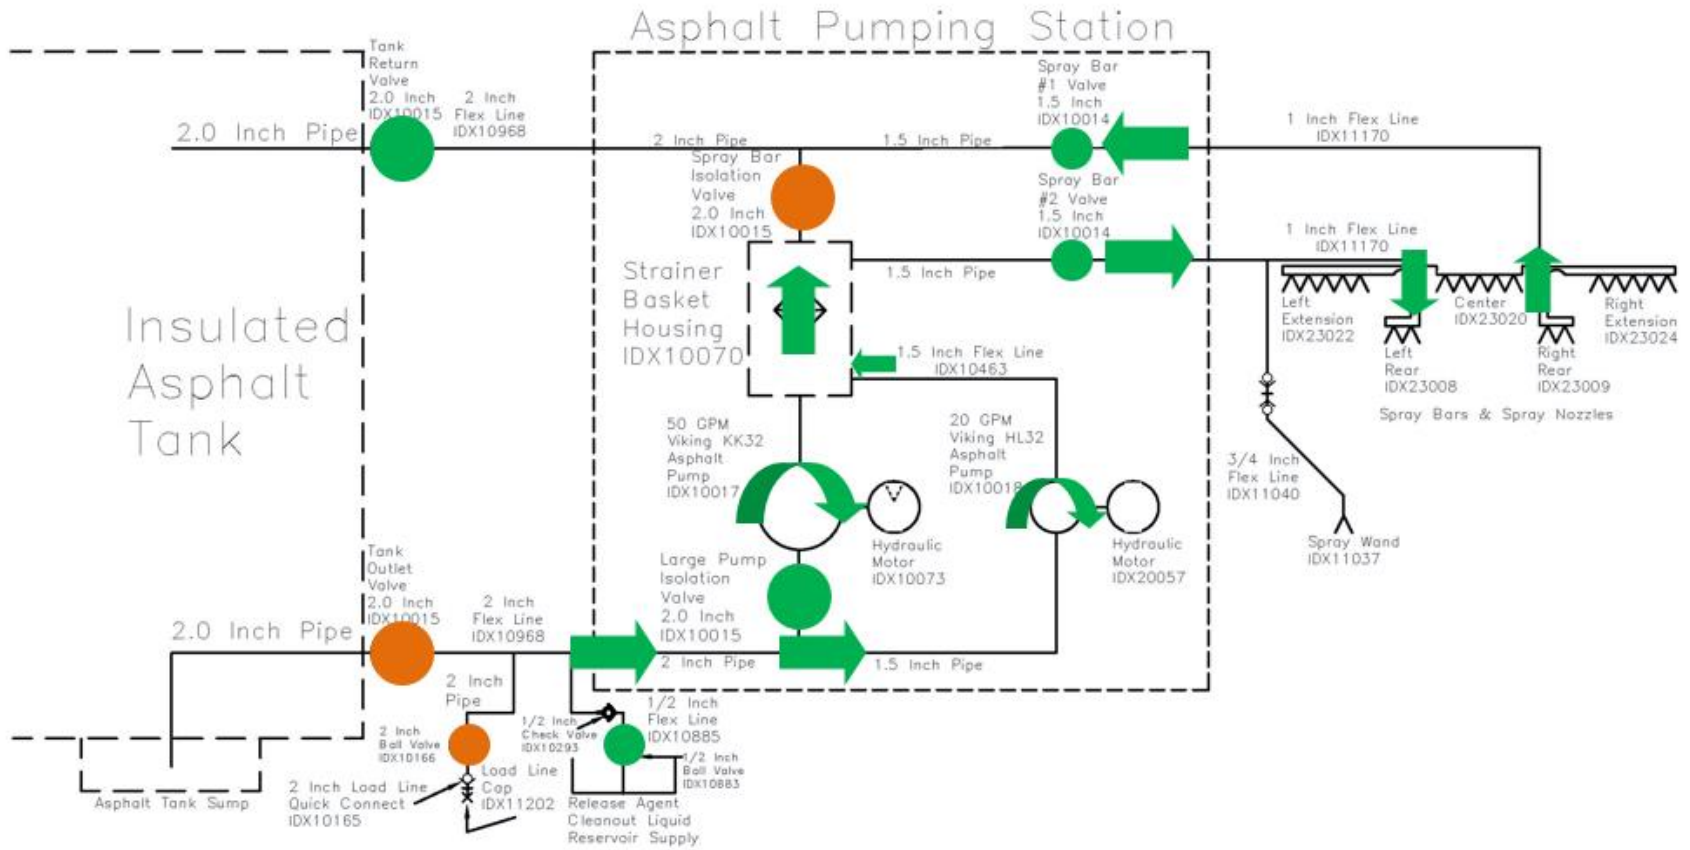 Asphalt Pumping Station
Tank
Return
Valve
2.0 Inch
IDX10015
2 Inch
Flex Line
IDX10968
2.0 Inch Pipe
2 Inch Pipe
1.5 Inch Pipe
Spray Bar
#1 Valve
1.5 Inch
IDX10014
1 Inch Flex Line
IDX11170
Spray Bar
Isolation
Valve
2.0 Inch
IDX10015
Spray Bar
#2 Valve
1.5 Inch
IDX10014
1.5 Inch Pipe
1 Inch Flex Line
IDX11170
Strainer
Basket
Housing
IDX10070
Left
Extension
IDX23022
Center
IDX23020
Right
Extension
IDX23024
Left
Rear
IDX23008
Right
Rear
IDX23009
Spray Bars & Spray Nozzles
Insulated
Asphalt
Tank
1.5 Inch Flex Line
IDX10463
50 GPM
Viking KK32
Asphalt
Pump
IDX10017
20 GPM
Viking HL32
Asphalt
Pump
IDX10018
3/4 Inch
Flex Line
IDX11040
Hydraulic
Motor
IDX10073
Hydraulic
Motor
IDX20057
Spray Wand
IDX11037
Tank
Outlet
Valve
2.0 Inch
IDX10015
2 Inch
Flex Line
IDX10968
Large Pump
Isolation
Valve
2.0 Inch
IDX10015
2.0 Inch Pipe
2 Inch Pipe
1.5 Inch Pipe
2 Inch
Pipe
2 Inch
Ball Valve
IDX10166
1/2 Inch
Check Valve
IDX10293
1/2 Inch
Flex Line
IDX10885
1/2 Inch
Ball Valve
IDX10883
Asphalt Tank Sump
2 Inch Load Line
Quick Connect
IDX10165
Load Line
Cap
IDX11202
Release Agent
Cleanout Liquid
Reservoir Supply